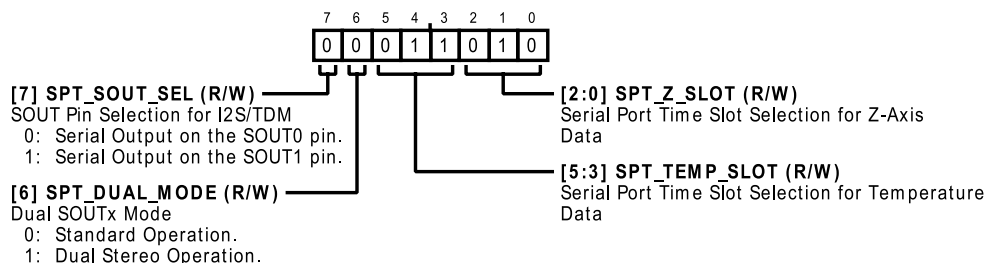 7 6 5 4 3 2 1 0
0 0 0 1 1 0 1 0
[7] SPT_SOUT_SEL (R/W)
SOUT Pin Selection for I2S/TDM
0: Serial Output on the SOUT0 pin.
1: Serial Output on the SOUT1 pin.
[6] SPT_DUAL_MODE (R/W)
Dual SOUTx Mode
0: Standard Operation.
1: Dual Stereo Operation.
[2:0] SPT_Z_SLOT (R/W)
Serial Port Time Slot Selection for Z-Axis
Data
[5:3] SPT_TEMP_SLOT (R/W)
Serial Port Time Slot Selection for Temperature
Data